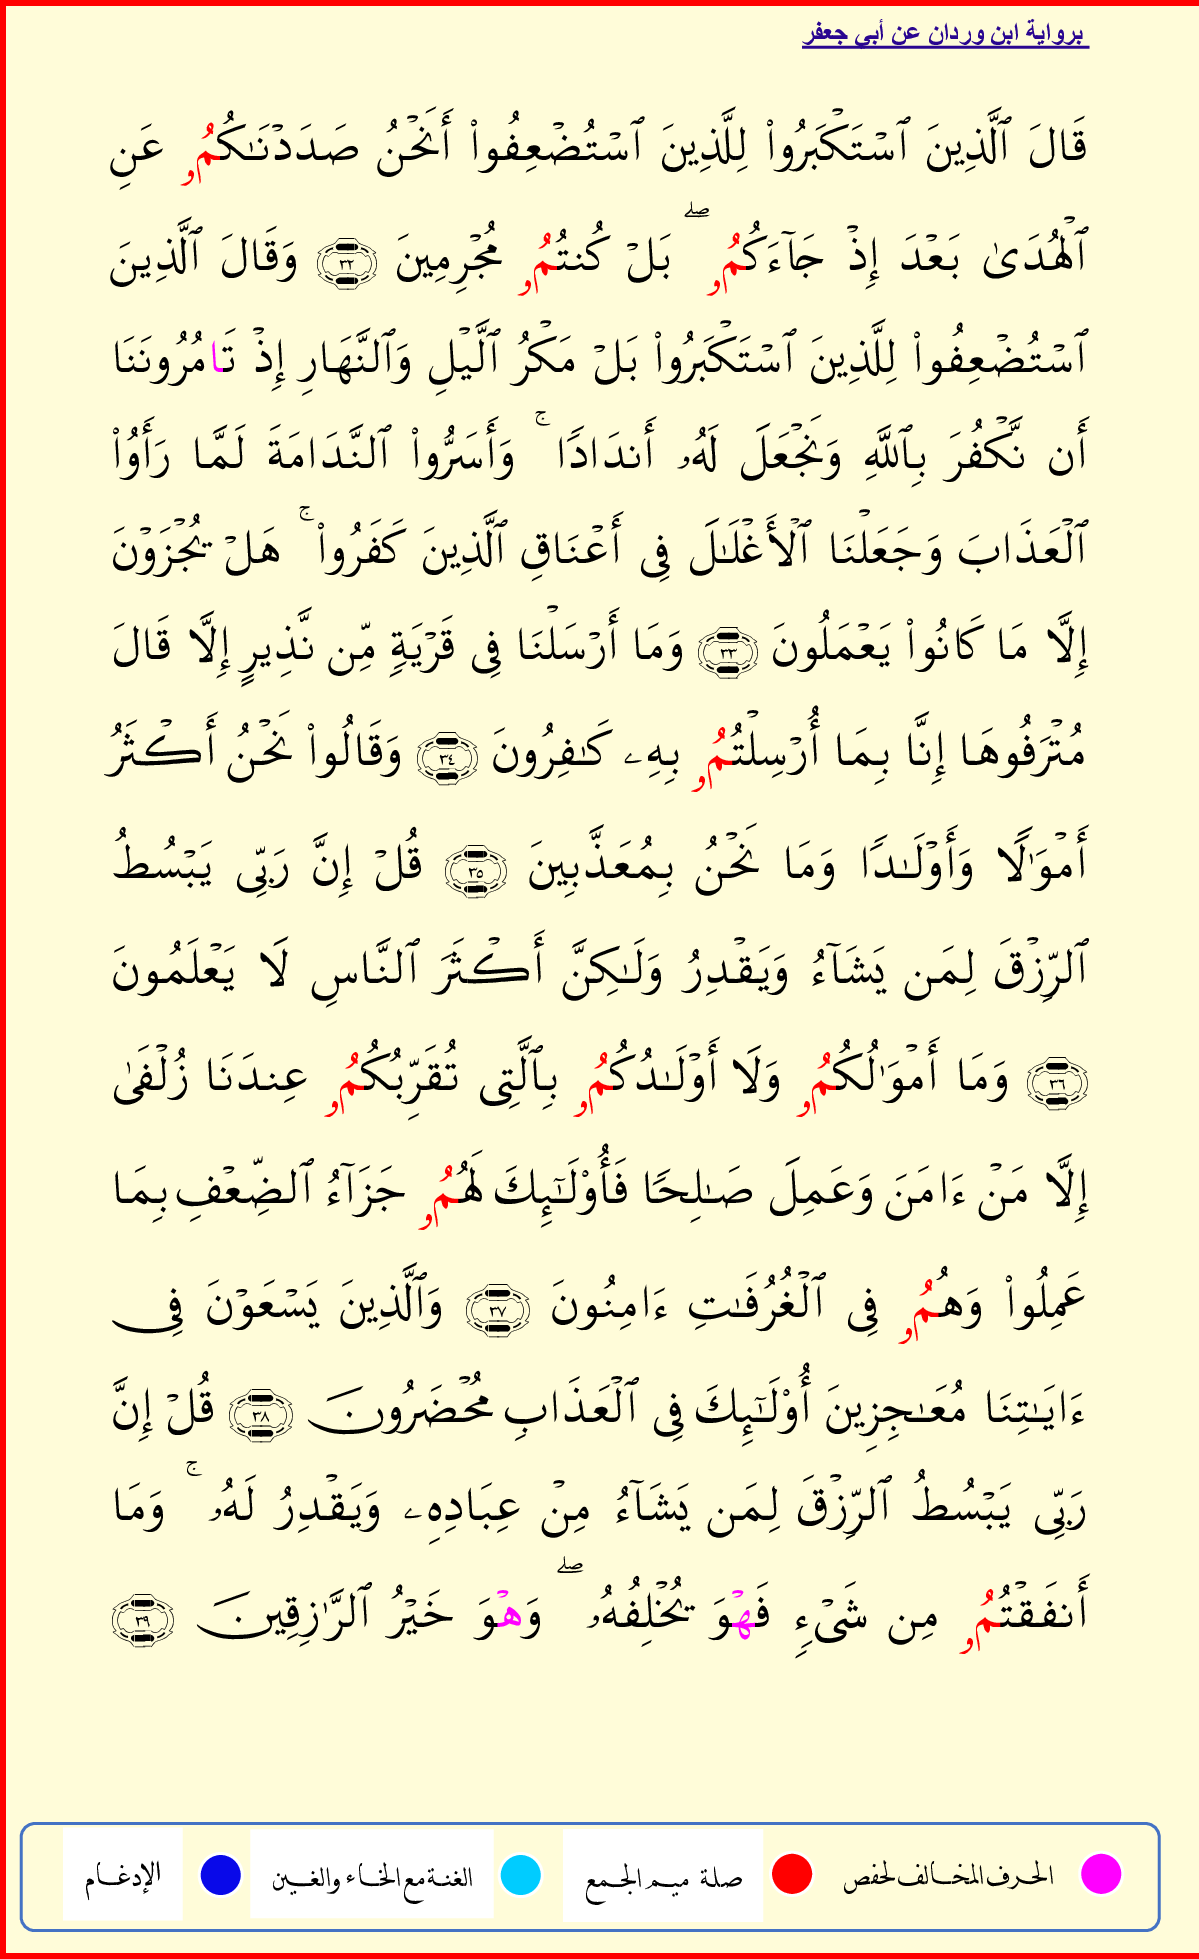 برواية ابن وردان عن أبي جعفر
قَالَ ٱلَّذِينَ ٱسۡتَكۡبَرُوا۟ لِلَّذِينَ ٱسۡتُضۡعِفُوا۟ أَنَحۡنُ صَدَدۡنَـٰكُمُۥ عَنِ
ٱلۡهُدَىٰ بَعۡدَ إِذۡ جَاۤءَكُمُۥۖ بَلۡ كُنتُمُۥ مُجۡرِمِينَ ٣٢ وَقَالَ ٱلَّذِينَ
ٱسۡتُضۡعِفُوا۟ لِلَّذِينَ ٱسۡتَكۡبَرُوا۟ بَلۡ مَكۡرُ ٱلَّيۡلِ وَٱلنَّهَارِ إِذۡ تَامُرُونَنَا
أَن نَّكۡفُرَ بِٱللَّهِ وَنَجۡعَلَ لَهُۥ أَندَادًاۚ وَأَسَرُّوا۟ ٱلنَّدَامَةَ لَمَّا رَأَوُا۟
ٱلۡعَذَابَ وَجَعَلۡنَا ٱلۡأَغۡلَـٰلَ فِى أَعۡنَاقِ ٱلَّذِينَ كَفَرُوا۟ۚ هَلۡ يُجۡزَوۡنَ
إِلَّا مَا كَانُوا۟ يَعۡمَلُونَ ٣٣ وَمَا أَرۡسَلۡنَا فِى قَرۡيَةࣲ مِّن نَّذِيرٍ إِلَّا قَالَ
مُتۡرَفُوهَا إِنَّا بِمَا أُرۡسِلۡتُمُۥ بِهِۦ كَـٰفِرُونَ ٣٤ وَقَالُوا۟ نَحۡنُ أَكۡثَرُ
أَمۡوَ ٰ⁠لًا وَأَوۡلَـٰدًا وَمَا نَحۡنُ بِمُعَذَّبِينَ ٣٥ قُلۡ إِنَّ رَبِّى يَبۡسُطُ
ٱلرِّزۡقَ لِمَن يَشَاۤءُ وَيَقۡدِرُ وَلَـٰكِنَّ أَكۡثَرَ ٱلنَّاسِ لَا يَعۡلَمُونَ
٣٦ وَمَا أَمۡوَ ٰ⁠لُكُمُۥ وَلَا أَوۡلَـٰدُكُمُۥ بِٱلَّتِى تُقَرِّبُكُمُۥ عِندَنَا زُلۡفَىٰ
إِلَّا مَنۡ ءَامَنَ وَعَمِلَ صَـٰلِحًا فَأُو۟لَـٰۤىِٕكَ لَهُمُۥ جَزَاۤءُ ٱلضِّعۡفِ بِمَا
عَمِلُوا۟ وَهُمُۥ فِى ٱلۡغُرُفَـٰتِ ءَامِنُونَ ٣٧ وَٱلَّذِينَ يَسۡعَوۡنَ فِى
ءَايَـٰتِنَا مُعَـٰجِزِينَ أُو۟لَـٰۤىِٕكَ فِى ٱلۡعَذَابِ مُحۡضَرُونَ ٣٨ قُلۡ إِنَّ
رَبِّى يَبۡسُطُ ٱلرِّزۡقَ لِمَن يَشَاۤءُ مِنۡ عِبَادِهِۦ وَيَقۡدِرُ لَهُۥۚ وَمَا
أَنفَقۡتُمُۥ مِن شَىۡءࣲ فَهۡوَ يُخۡلِفُهُۥۖ وَهۡوَ خَيۡرُ ٱلرَّ ٰ⁠زِقِينَ ٣٩
الحرف المخالف لحفص صلة ميم الجمع الغنة مع الخاء والغين الإدغام